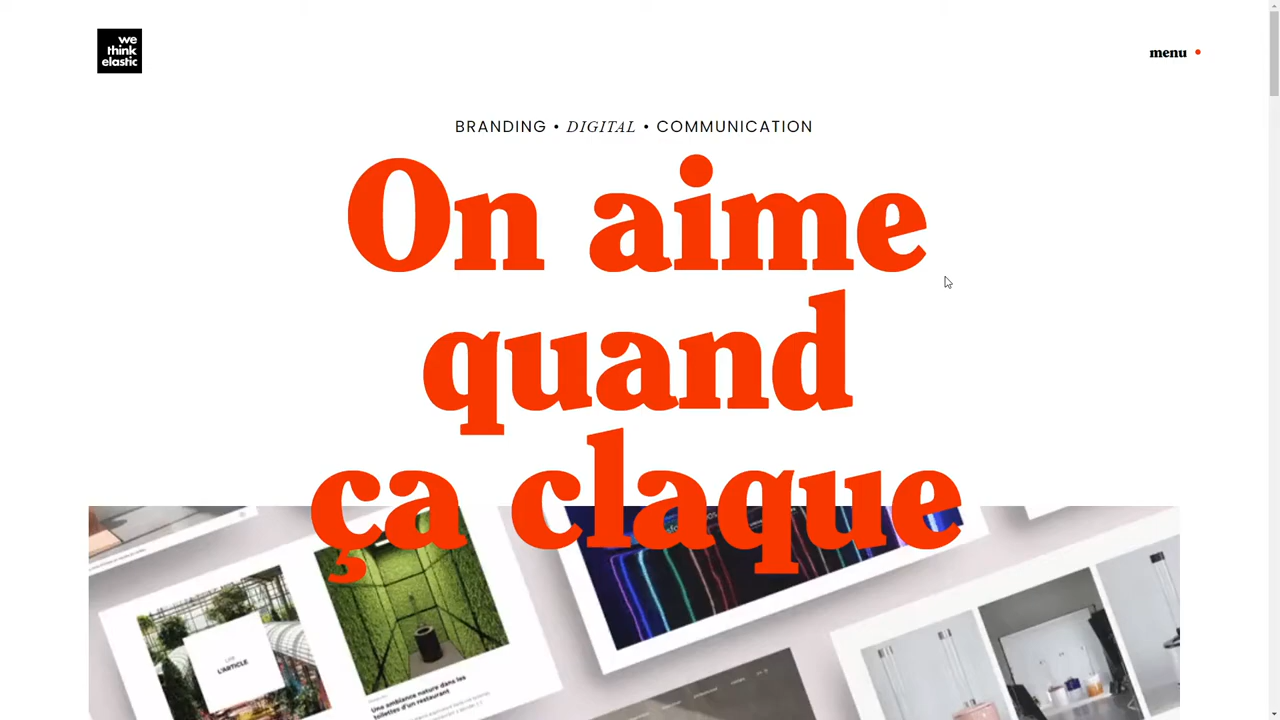 we
think
elastic
menu
BRANDING • DIGITAL • COMMUNICATION
On aime
quand
ça claque
LIRE
L'ARTICLE
Une ambiance nature dans les
toilettes d'un restaurant